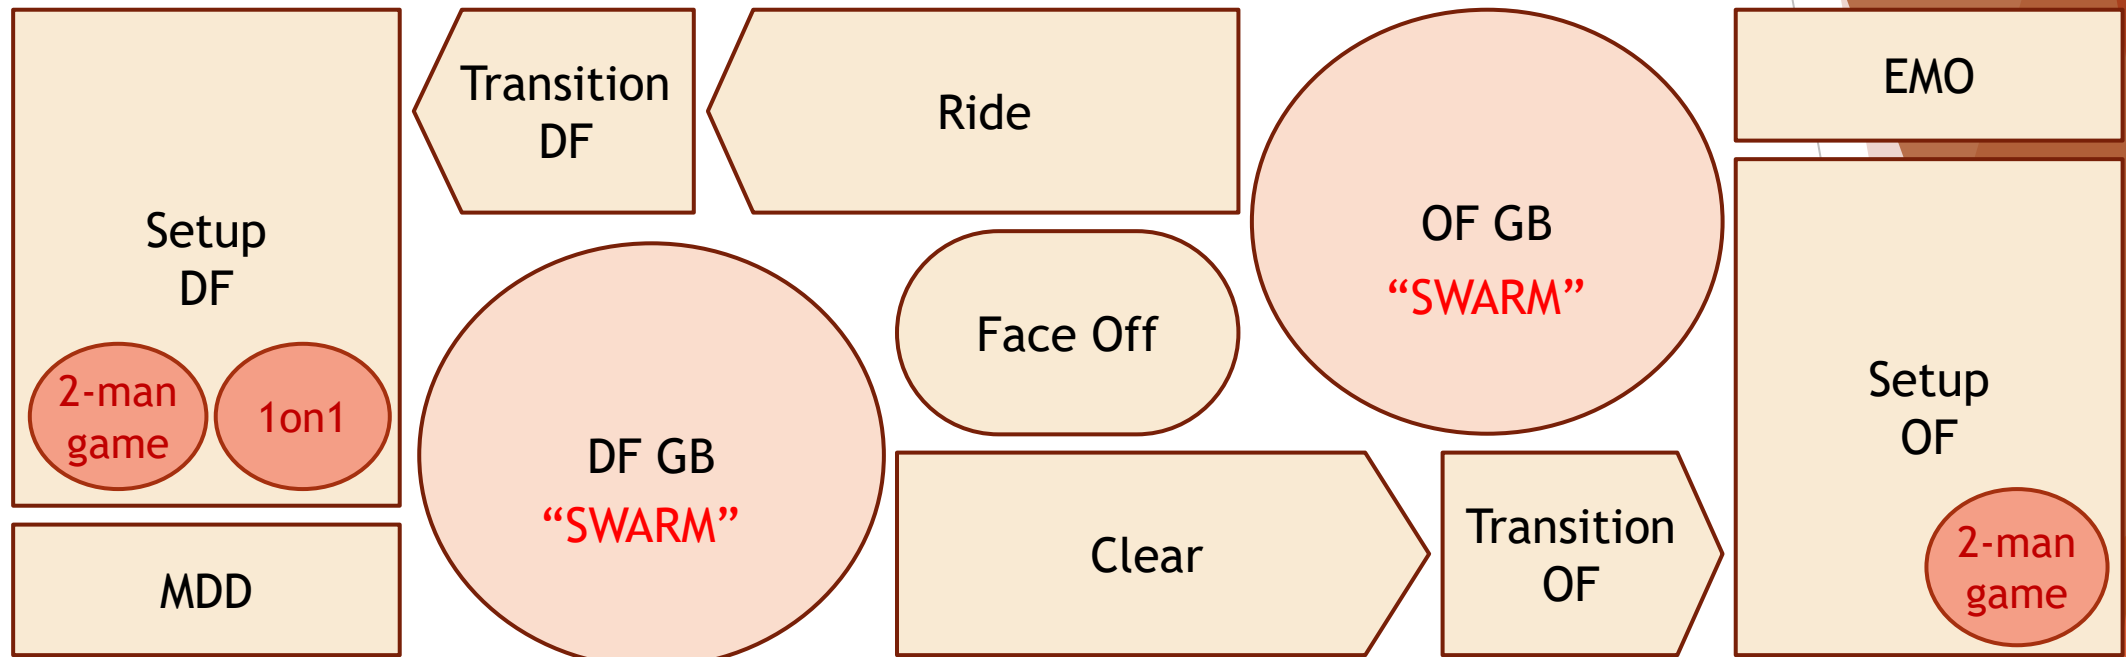 Setup
DF
2-man
game
1on1
MDD
Transition
DF
Ride
DF GB
“SWARM”
Face Off
Clear
OF GB
“SWARM”
Transition
OF
EMO
Setup
OF
2-man
game